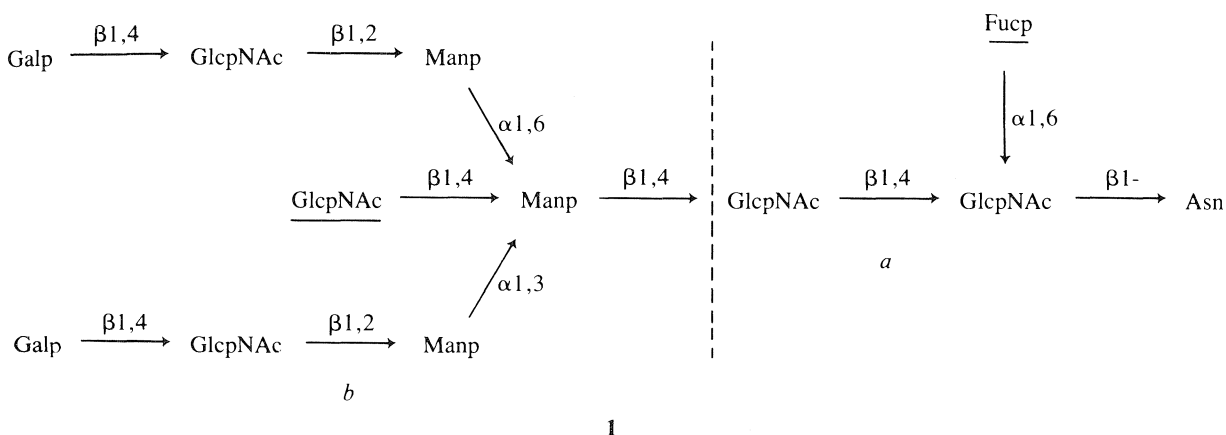 Galp β1,4 GlcpNAc β1,2 Manp
Fucp
α1,6
α1,6
GlcpNAc β1,4 Manp β1,4 GlcpNAc β1,4 GlcpNAc β1- Asn
α1,3
a
Galp β1,4 GlcpNAc β1,2 Manp
b
1